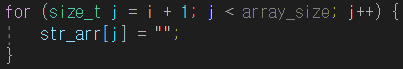 for (size_t j = i + 1; j < array_size; j++) {
    str_arr[j] = "";
}